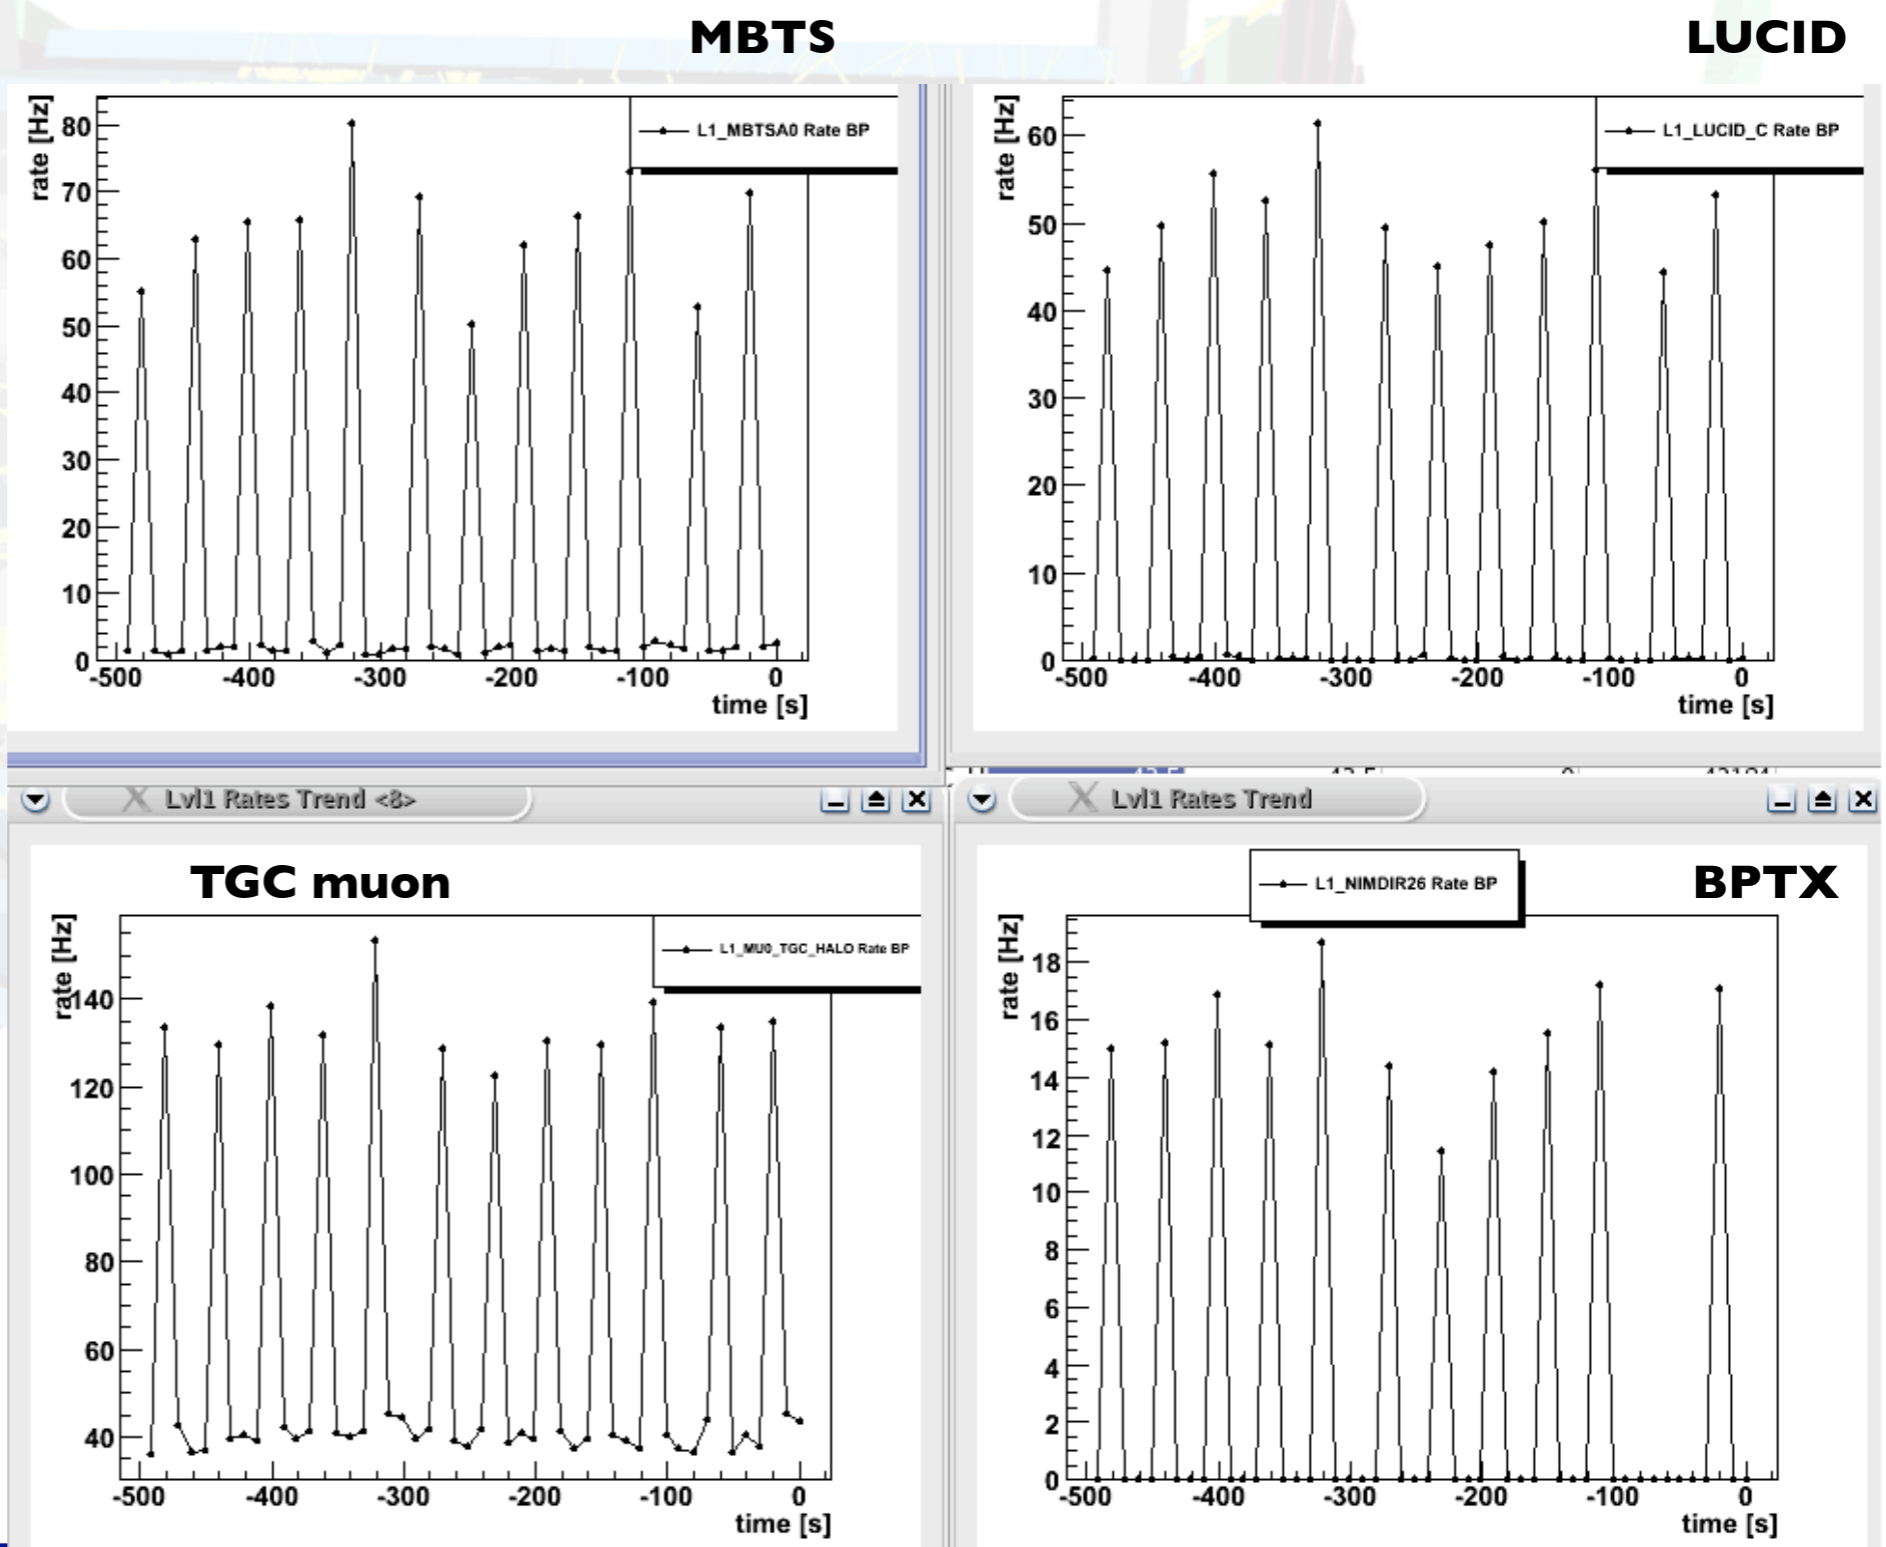 MBTS
LUCID
rate [Hz]
L1_MBTSA0 Rate BP
80
70
60
50
40
30
20
10
0
-500 -400 -300 -200 -100 0
time [s]
rate [Hz]
L1_LUCID_C Rate BP
60
50
40
30
20
10
0
-500 -400 -300 -200 -100 0
time [s]
Lvl1 Rates Trend <8>
Lvl1 Rates Trend
TGC muon
rate [Hz]
L1_MU0_TGC_HALO Rate BP
140
120
100
80
60
40
-500 -400 -300 -200 -100 0
time [s]
L1_NIMDIR26 Rate BP
BPTX
rate [Hz]
18
16
14
12
10
8
6
4
2
0
-500 -400 -300 -200 -100 0
time [s]